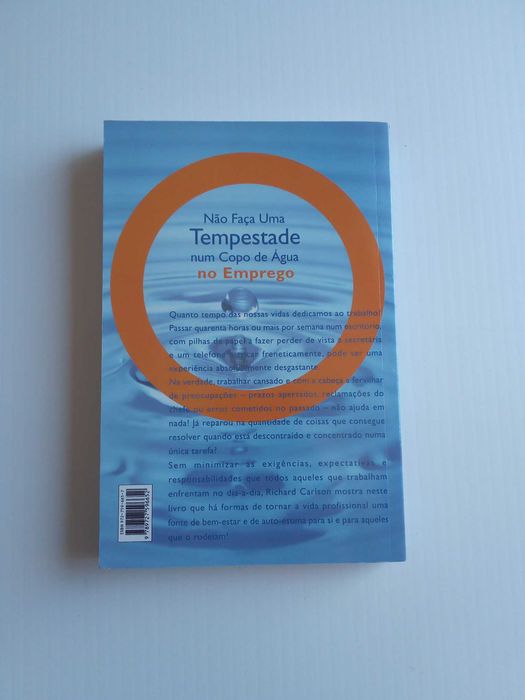 Não Faça Uma
Tempestade
num Copo de Água
no Emprego
Quanto tempo das nossas vidas dedicamos ao trabalho?
Passar quarenta horas ou mais por semana num escritório,
com pilhas de papel a fazer perder de vista a secretária
e um telefone a tocar freneticamente, pode ser uma
experiência absolutamente desgastante.
Na verdade, trabalhar cansado e com a cabeça a fervilhar
de preocupações – prazos apertados, reclamações do
chefe ou erros cometidos no passado – não ajuda em
nada! Já reparou na quantidade de coisas que consegue
resolver quando está descontraído e concentrado numa
única tarefa?
Sem minimizar as exigências, expectativas e
responsabilidades que todos aqueles que trabalham
enfrentam no dia-a-dia, Richard Carlson mostra neste
livro que há formas de tornar a vida profissional uma
fonte de bem-estar e de auto-estima para si e para aqueles
que o rodeiam!